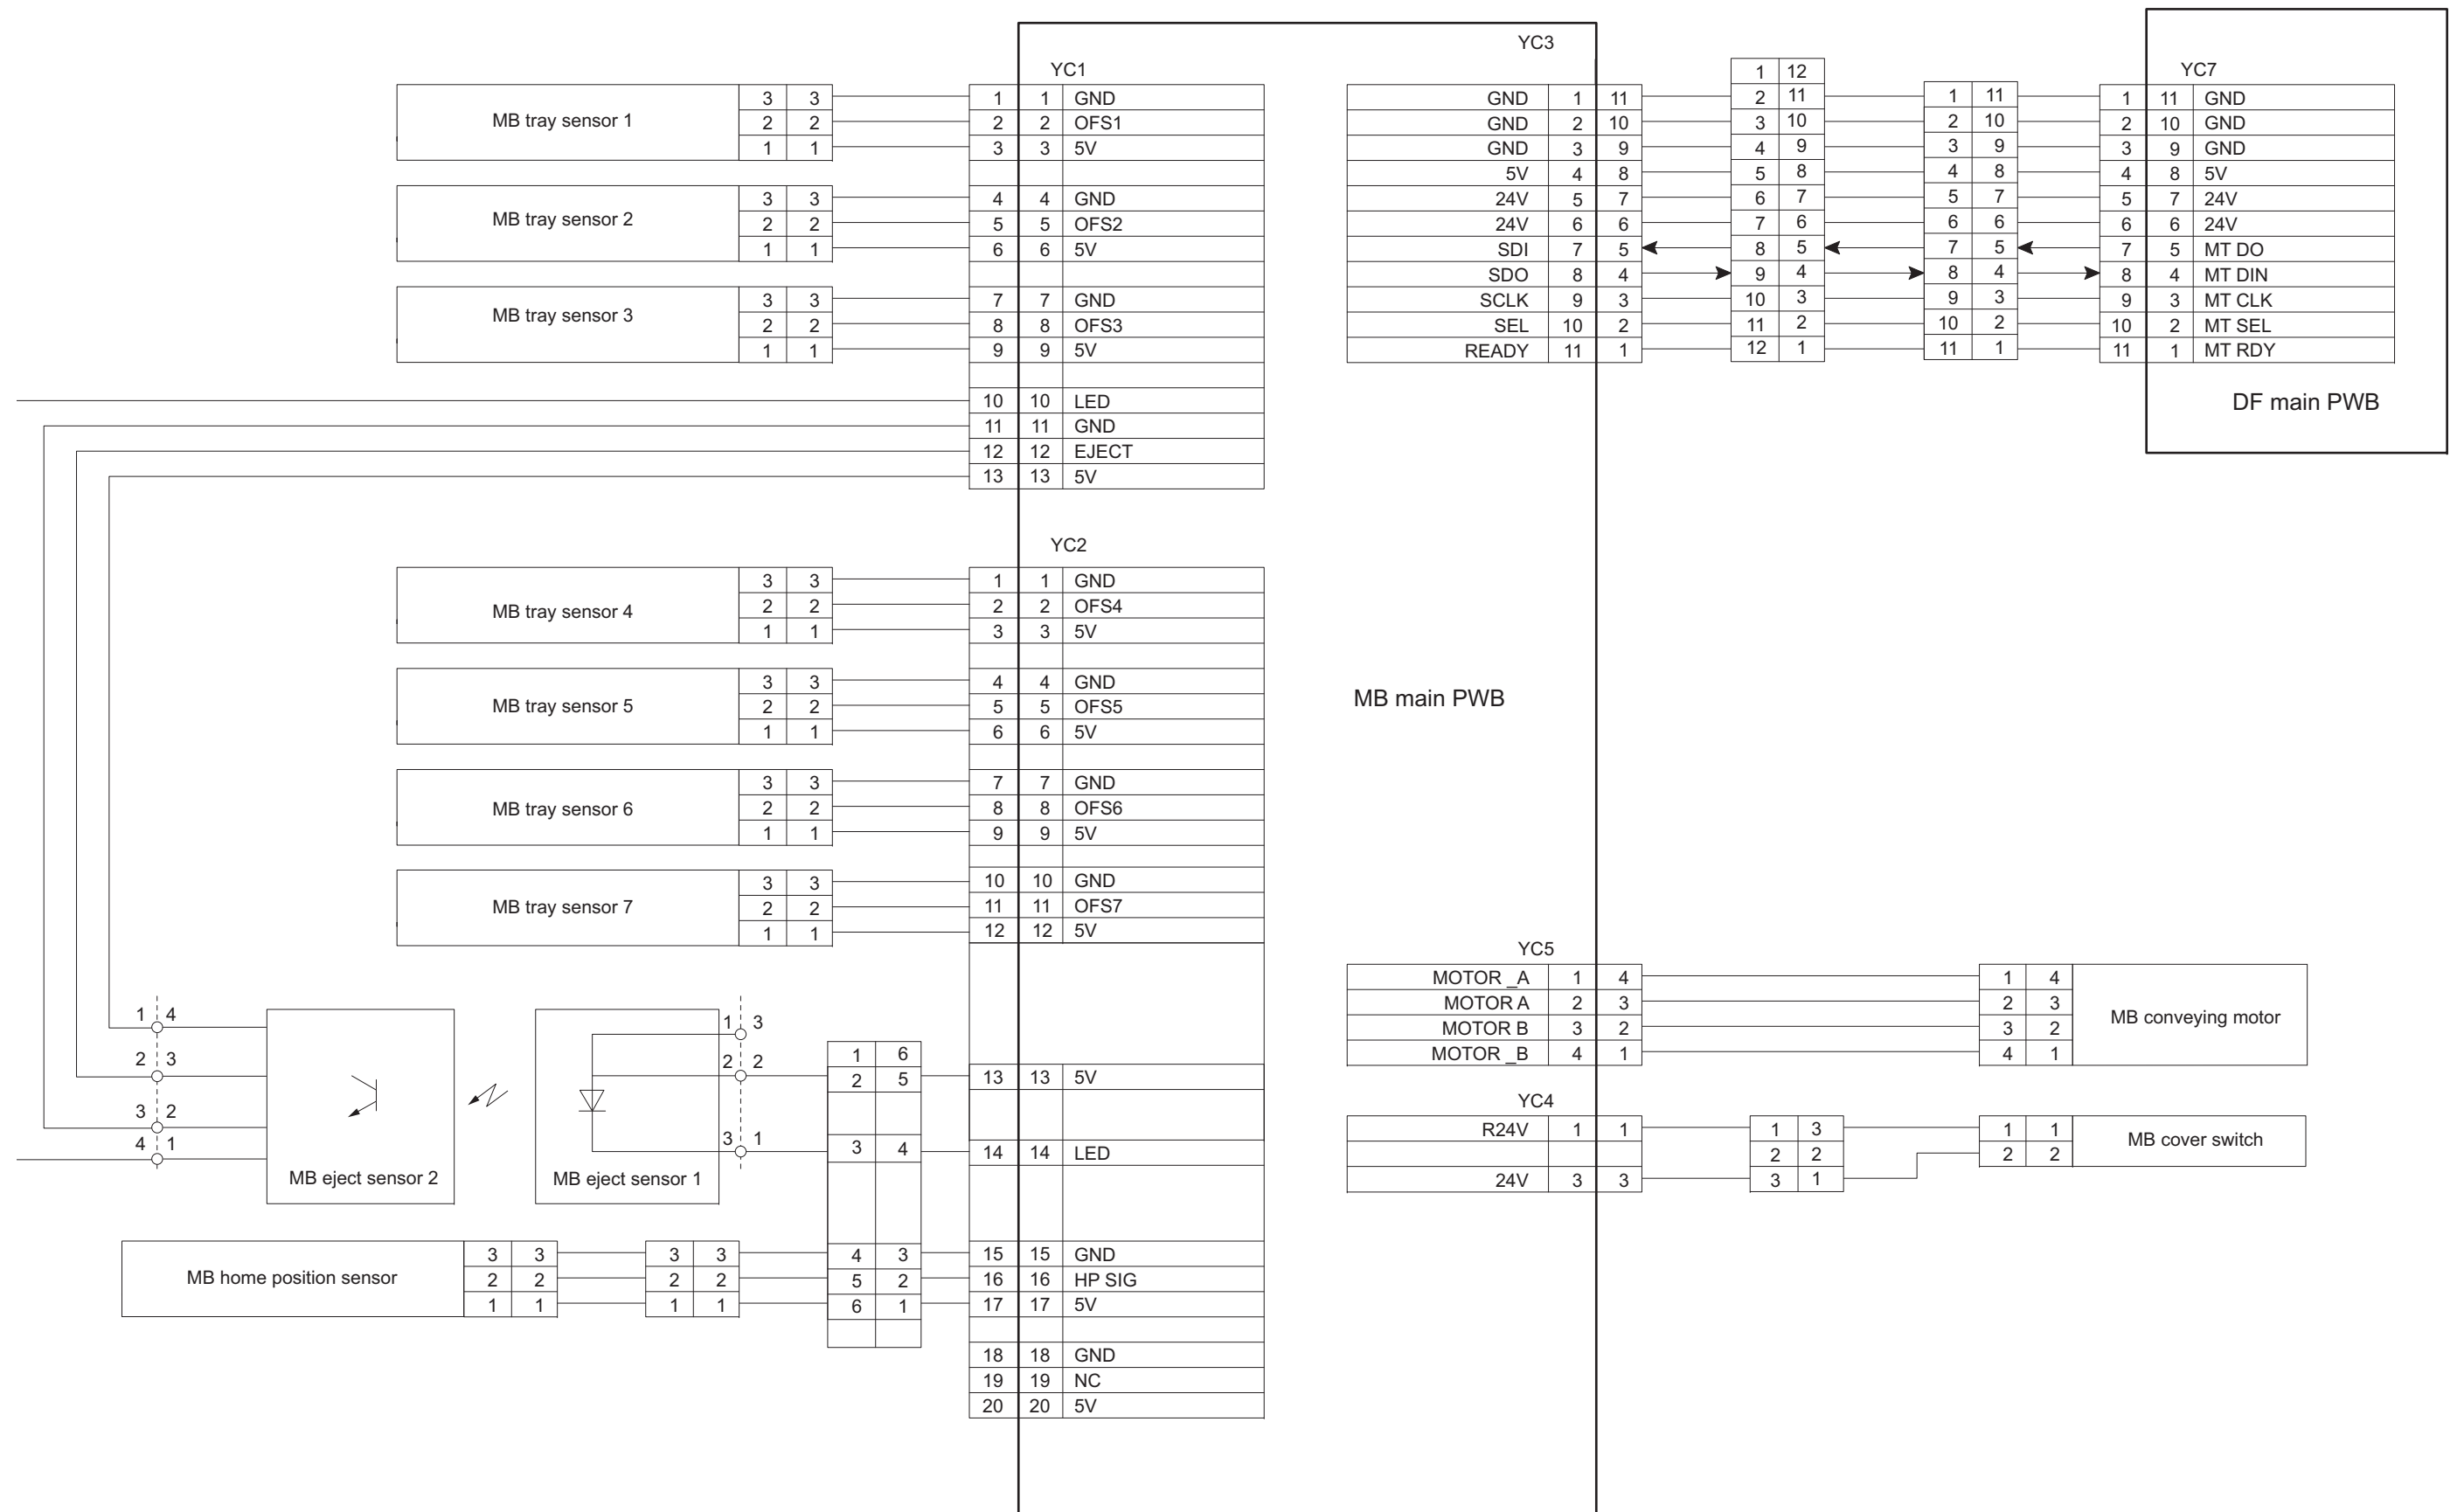 YC1
MB tray sensor 1
3 3 1 1 GND
2 2 2 2 OFS1
1 1 3 3 5V
MB tray sensor 2
3 3 4 4 GND
2 2 5 5 OFS2
1 1 6 6 5V
MB tray sensor 3
3 3 7 7 GND
2 2 8 8 OFS3
1 1 9 9 5V
10 10 LED
11 11 GND
12 12 EJECT
13 13 5V
YC2
MB tray sensor 4
3 3 1 1 GND
2 2 2 2 OFS4
1 1 3 3 5V
MB tray sensor 5
3 3 4 4 GND
2 2 5 5 OFS5
1 1 6 6 5V
MB tray sensor 6
3 3 7 7 GND
2 2 8 8 OFS6
1 1 9 9 5V
MB tray sensor 7
3 3 10 10 GND
2 2 11 11 OFS7
1 1 12 12 5V
1 4
2 3
3 2
4 1
MB eject sensor 2
MB eject sensor 1
1 3
2 2
3 1
1 6
2 5 13 13 5V
3 4 14 14 LED
MB home position sensor
3 3 3 3 4 3 15 15 GND
2 2 2 2 5 2 16 16 HP SIG
1 1 1 1 6 1 17 17 5V
18 18 GND
19 19 NC
20 20 5V
MB main PWB
YC3
YC7
1 12
GND 1 11 2 11 1 11 1 11 GND
GND 2 10 3 10 2 10 2 10 GND
GND 3 9 4 9 3 9 3 9 GND
5V 4 8 5 8 4 8 4 8 5V
24V 5 7 6 7 5 7 5 7 24V
24V 6 6 7 6 6 6 6 6 24V
SDI 7 5 8 5 7 5 7 5 MT DO
SDO 8 4 9 4 8 4 8 4 MT DIN
SCLK 9 3 10 3 9 3 9 3 MT CLK
SEL 10 2 11 2 10 2 10 2 MT SEL
READY 11 1 12 1 11 1 11 1 MT RDY
DF main PWB
YC5
MOTOR _A 1 4 1 4
MOTOR A 2 3 2 3
MOTOR B 3 2 3 2
MOTOR _B 4 1 4 1
MB conveying motor
YC4
R24V 1 1 1 3 1 1
2 2 2 2
24V 3 3 3 1
MB cover switch